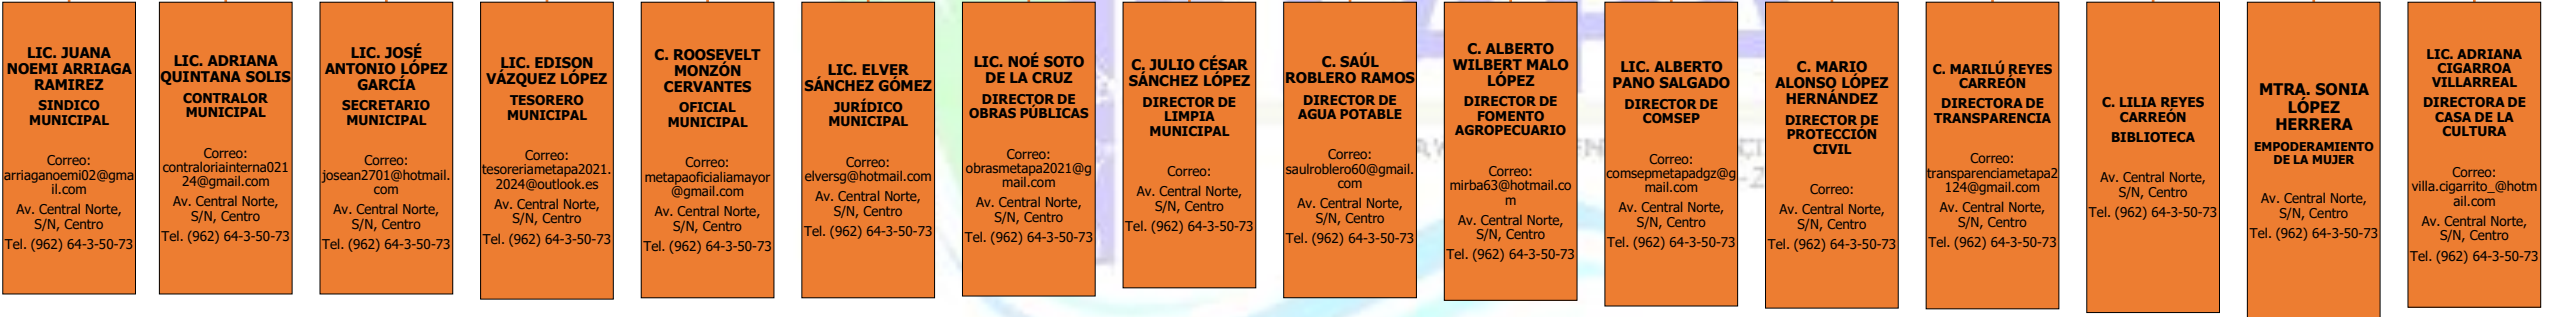 LIC. JUANA
NOEMI ARRIAGA
RAMIREZ
SINDICO
MUNICIPAL
Correo:
arriaganoemi02@gma
il.com
Av. Central Norte,
S/N, Centro
Tel. (962) 64-3-50-73
LIC. ADRIANA
QUINTANA SOLIS
CONTRALOR
MUNICIPAL
Correo:
contraloriainterna021
24@gmail.com
Av. Central Norte,
S/N, Centro
Tel. (962) 64-3-50-73
LIC. JOSÉ
ANTONIO LÓPEZ
GARCÍA
SECRETARIO
MUNICIPAL
Correo:
josean2701@hotmail.
com
Av. Central Norte,
S/N, Centro
Tel. (962) 64-3-50-73
LIC. EDISON
VÁZQUEZ LÓPEZ
TESORERO
MUNICIPAL
Correo:
tesoreriametapa2021.
2024@outlook.es
Av. Central Norte,
S/N, Centro
Tel. (962) 64-3-50-73
C. ROOSEVELT
MONZÓN
CERVANTES
OFICIAL
MUNICIPAL
Correo:
metapaoficialiamayor
@gmail.com
Av. Central Norte,
S/N, Centro
Tel. (962) 64-3-50-73
LIC. ELVER
SÁNCHEZ GÓMEZ
JURÍDICO
MUNICIPAL
Correo:
elversg@hotmail.com
Av. Central Norte,
S/N, Centro
Tel. (962) 64-3-50-73
LIC. NOÉ SOTO
DE LA CRUZ
DIRECTOR DE
OBRAS PÚBLICAS
Correo:
obrasmetapa2021@g
mail.com
Av. Central Norte,
S/N, Centro
Tel. (962) 64-3-50-73
C. JULIO CÉSAR
SÁNCHEZ LÓPEZ
DIRECTOR DE
LIMPIA
MUNICIPAL
Correo:
Av. Central Norte,
S/N, Centro
Tel. (962) 64-3-50-73
C. SAÚL
ROBLERO RAMOS
DIRECTOR DE
AGUA POTABLE
Correo:
saulroblero60@gmail.
com
Av. Central Norte,
S/N, Centro
Tel. (962) 64-3-50-73
C. ALBERTO
WILBERT MALO
LÓPEZ
DIRECTOR DE
FOMENTO
AGROPECUARIO
Correo:
mirba63@hotmail.co
m
Av. Central Norte,
S/N, Centro
Tel. (962) 64-3-50-73
LIC. ALBERTO
PANO SALGADO
DIRECTOR DE
COMSEP
Correo:
comsepmetapadgz@g
mail.com
Av. Central Norte,
S/N, Centro
Tel. (962) 64-3-50-73
C. MARIO
ALONSO LÓPEZ
HERNÁNDEZ
DIRECTOR DE
PROTECCIÓN
CIVIL
Correo:
Av. Central Norte,
S/N, Centro
Tel. (962) 64-3-50-73
C. MARILÚ REYES
CARREÓN
DIRECTORA DE
TRANSPARENCIA
Correo:
transparenciametapa2
124@gmail.com
Av. Central Norte,
S/N, Centro
Tel. (962) 64-3-50-73
C. LILIA REYES
CARREÓN
BIBLIOTECA
Av. Central Norte,
S/N, Centro
Tel. (962) 64-3-50-73
MTRA. SONIA
LÓPEZ
HERRERA
EMPODERAMIENTO
DE LA MUJER
Av. Central Norte,
S/N, Centro
Tel. (962) 64-3-50-73
LIC. ADRIANA
CIGARROA
VILLARREAL
DIRECTORA DE
CASA DE LA
CULTURA
Correo:
villa.cigarrito_@hotm
ail.com
Av. Central Norte,
S/N, Centro
Tel. (962) 64-3-50-73